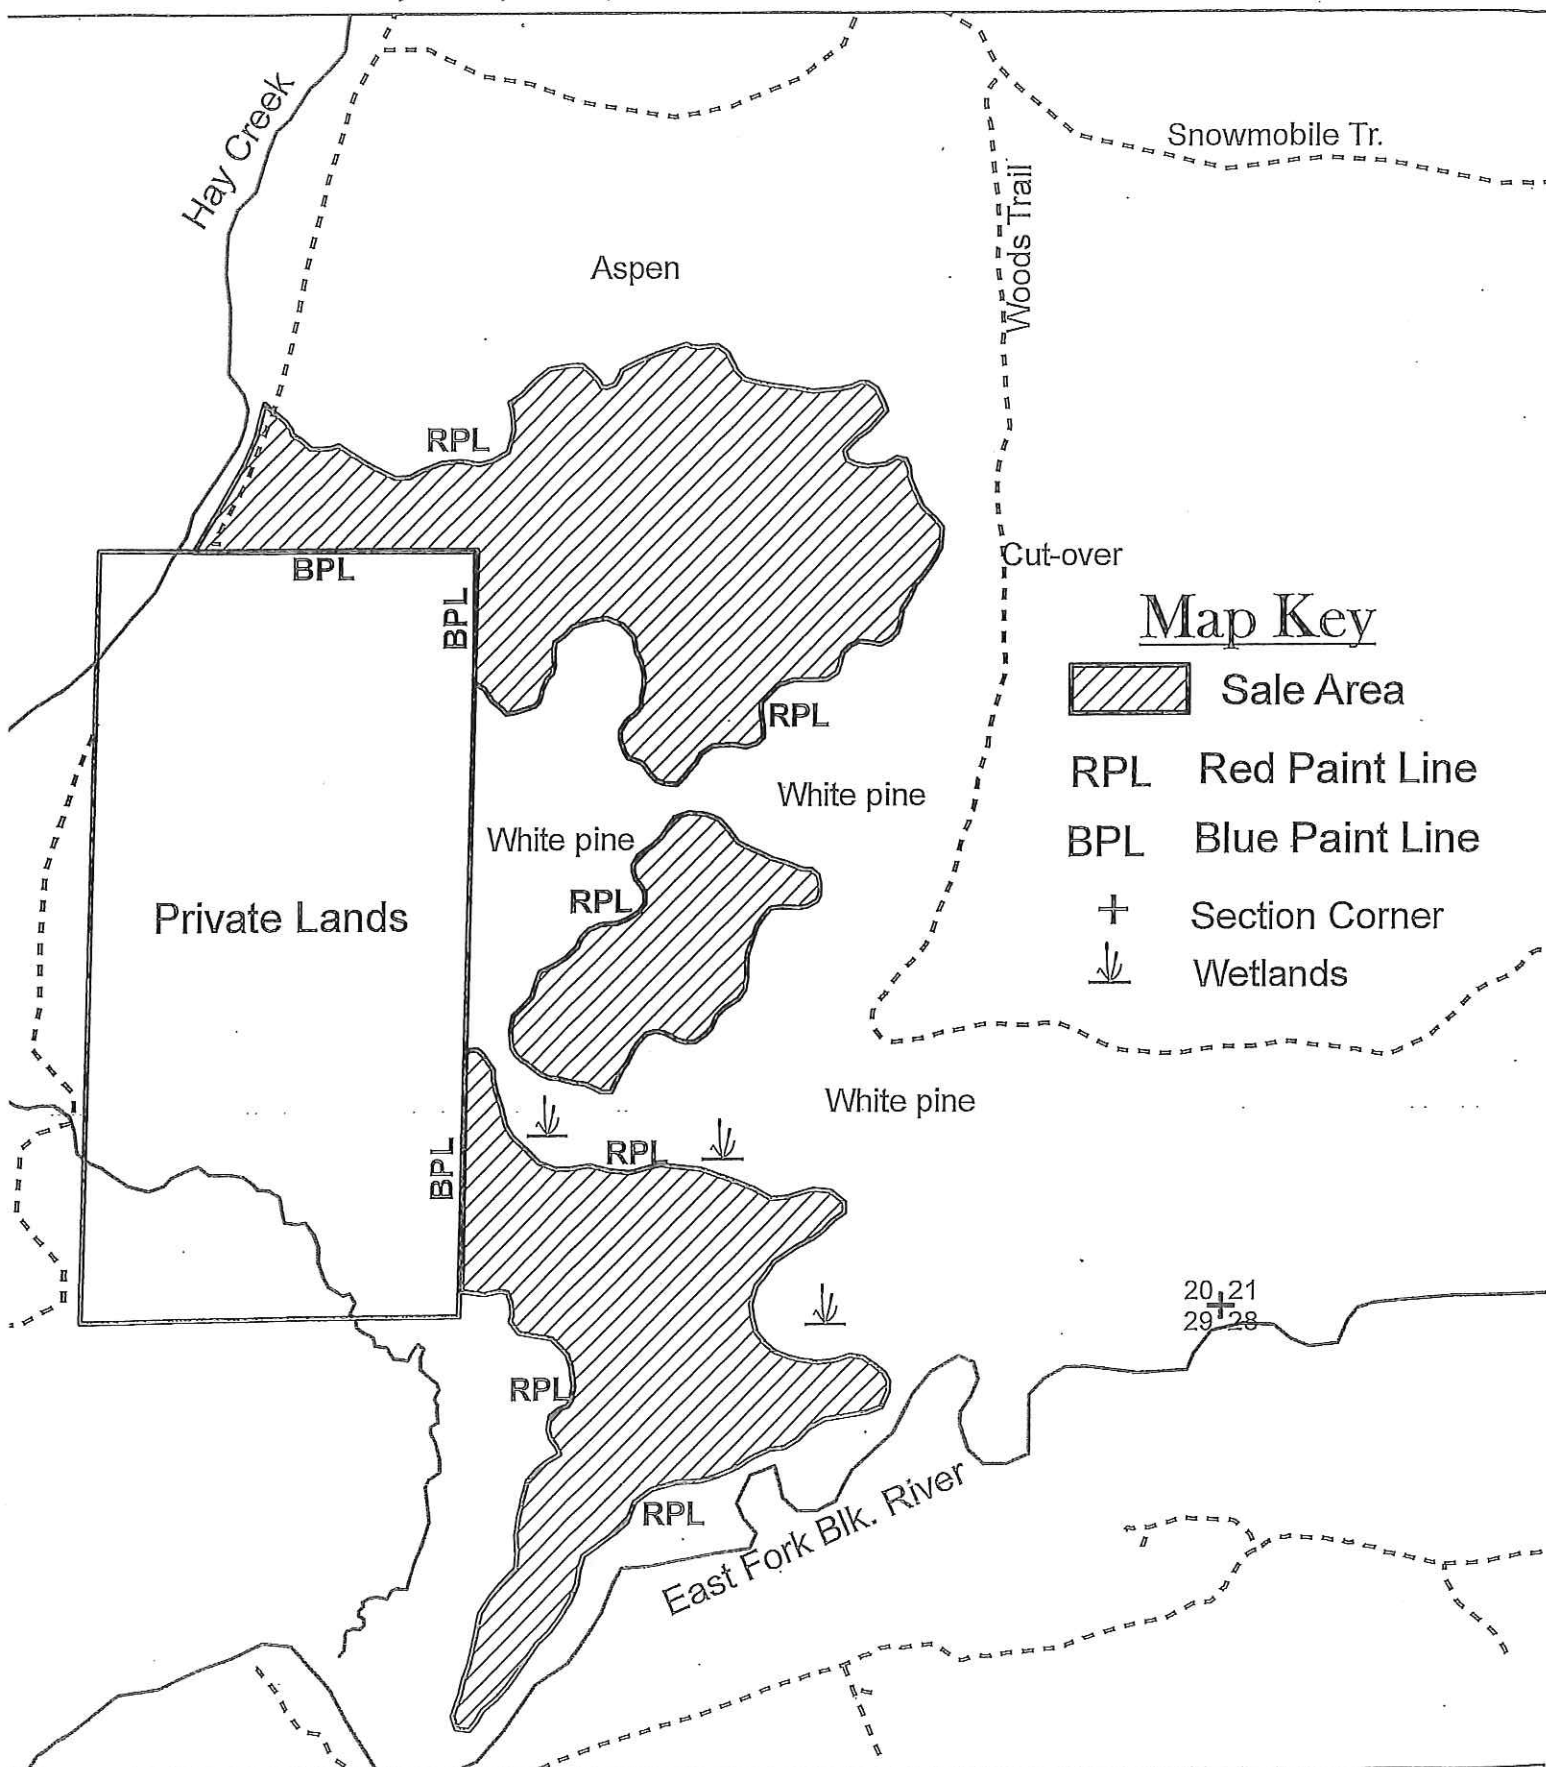 Hay Creek
Snowmobile Tr.
Woods Trail
Aspen
RPL
Cut-over
BPL
BPL
Map Key
Sale Area
RPL
RPL Red Paint Line
White pine
White pine
BPL Blue Paint Line
RPL
Private Lands
Section Corner
Wetlands
White pine
BPL
RPL
20 21
29 28
RPL
RPL
East Fork Blk. River